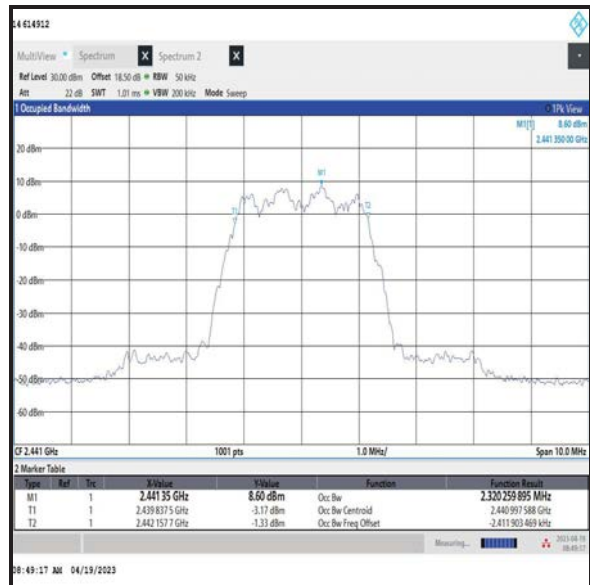 14 614912
MultiView Spectrum X Spectrum 2 X
Ref Level 30.00 dBm Offset 18.50 dB RBW 50 kHz
Att 22 dB SWT 1.01 ms VBW 200 kHz Mode Sweep
1 Occupied Bandwidth 1Pk View
M1[1] 8.60 dBm
2.441 350 00 GHz
M1
20 dBm
10 dBm
T1 T2
0 dBm
-10 dBm
-20 dBm
-30 dBm
-40 dBm
-50 dBm
-60 dBm
CF 2.441 GHz 1001 pts 1.0 MHz/ Span 10.0 MHz
2 Marker Table
Type Ref Trc X-Value Y-Value Function Function Result
M1 1 2.441 35 GHz 8.60 dBm Occ Bw 2.320 259 895 MHz
T1 1 2.439 837 5 GHz -3.17 dBm Occ Bw Centroid 2.440 997 588 GHz
T2 1 2.442 157 7 GHz -1.33 dBm Occ Bw Freq Offset -2.411 903 469 kHz
Measuring...
08:49:17
08:49:17 AM 04/19/2023